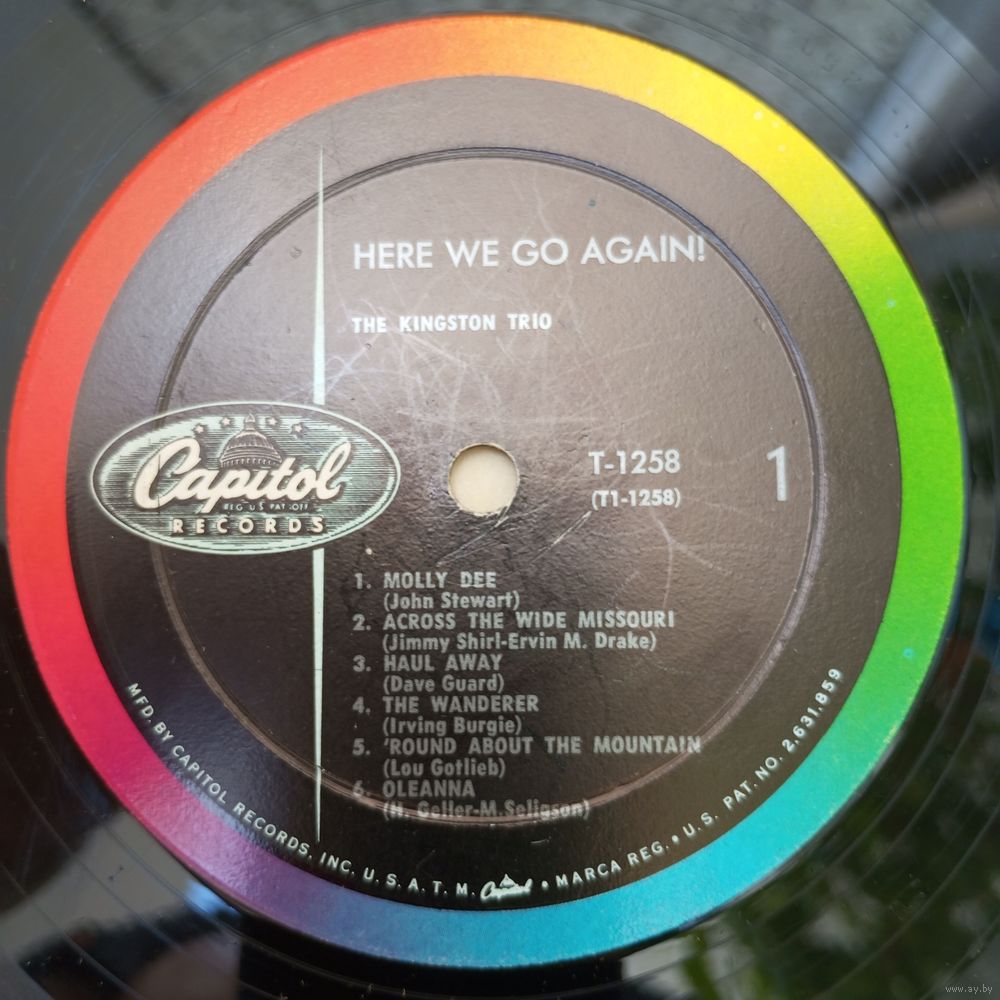 HERE WE GO AGAIN!
THE KINGSTON TRIO
Capitol
REG. U.S. PAT. OFF.
RECORDS
T-1258
(T1-1258)
1
1. MOLLY DEE
(John Stewart)
2. ACROSS THE WIDE MISSOURI
(Jimmy Shirl-Ervin M. Drake)
3. HAUL AWAY
(Dave Guard)
4. THE WANDERER
(Irving Burgie)
5. 'ROUND ABOUT THE MOUNTAIN
(Lou Gotlieb)
6. OLEANNA
(H. Geller-M.Seligson)
MFD. BY CAPITOL RECORDS, INC. U.S.A. T.M. Capitol • MARCA REG. • U.S. PAT. NO. 2,631,859
www.ay.by